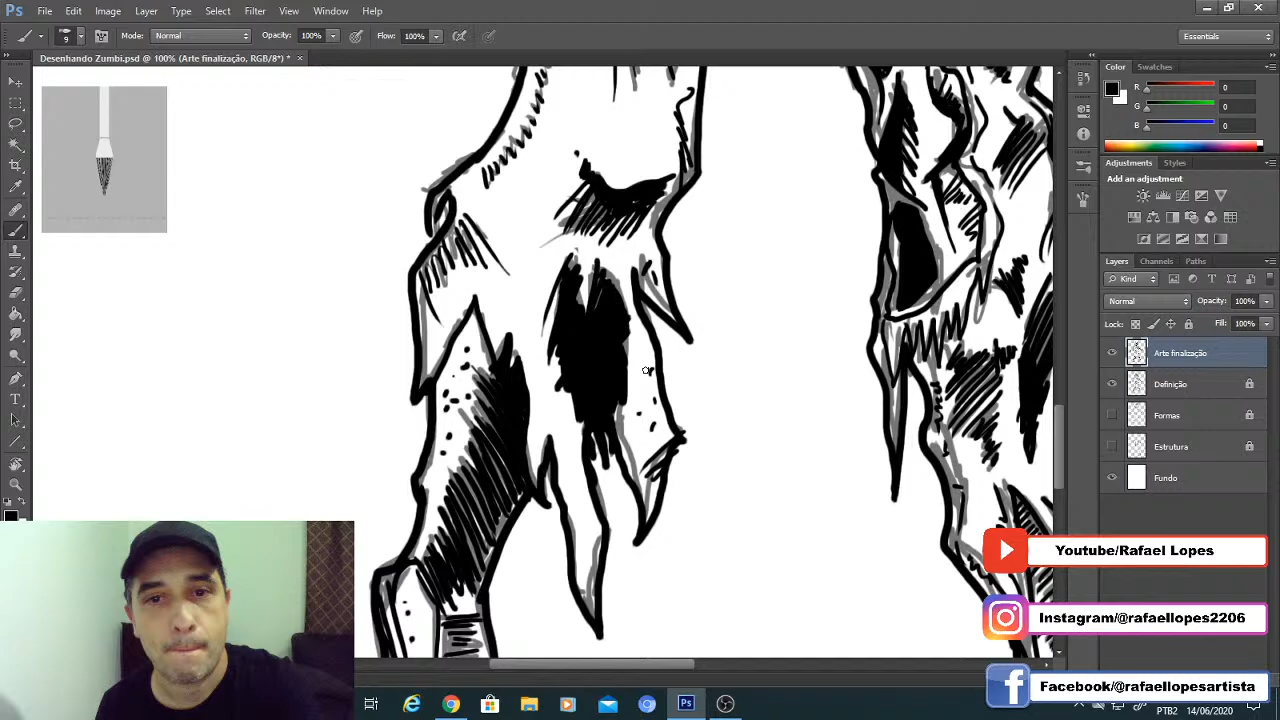 Ps File Edit Image Layer Type Select Filter View Window Help
9 Mode: Normal Opacity: 100% Flow: 100% Essentials
Desenhando Zumbi.psd @ 100% (Arte finalização, RGB/8*) * ×
Color Swatches
R 0
G 0
B 0
Adjustments Styles
Add an adjustment
Layers Channels Paths
Kind
Normal Opacity: 100%
Lock: Fill: 100%
Arte finalização
Definição
Formas
Estrutura
Fundo
Youtube/Rafael Lopes
Instagram/@rafaellopes2206
Facebook/@rafaellopesartista
PTB2 14/06/2020